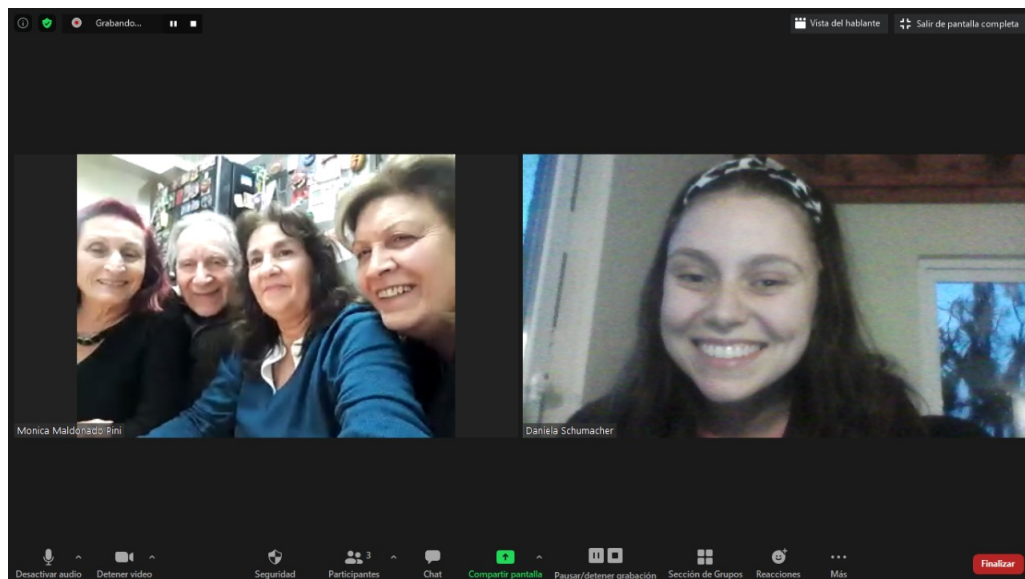 Grabando...
Vista del hablante
Salir de pantalla completa
Monica Maldonado Pini
Daniela Schumacher
Desactivar audio
Detener video
Seguridad
Participantes
3
Chat
Compartir pantalla
Pausar/detener grabación
Sección de Grupos
Reacciones
Más
Finalizar